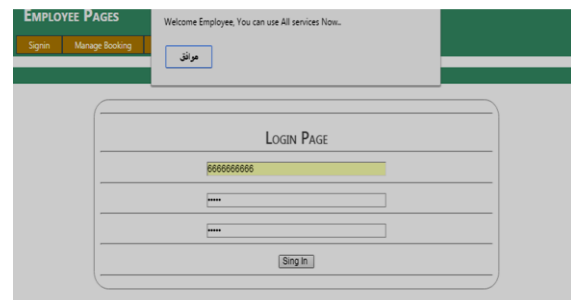 EMPLOYEE PAGES
Welcome Employee, You can use All services Now..
Signin Manage Booking
موافق
LOGIN PAGE
6666666666
•••••
•••••
Sing In